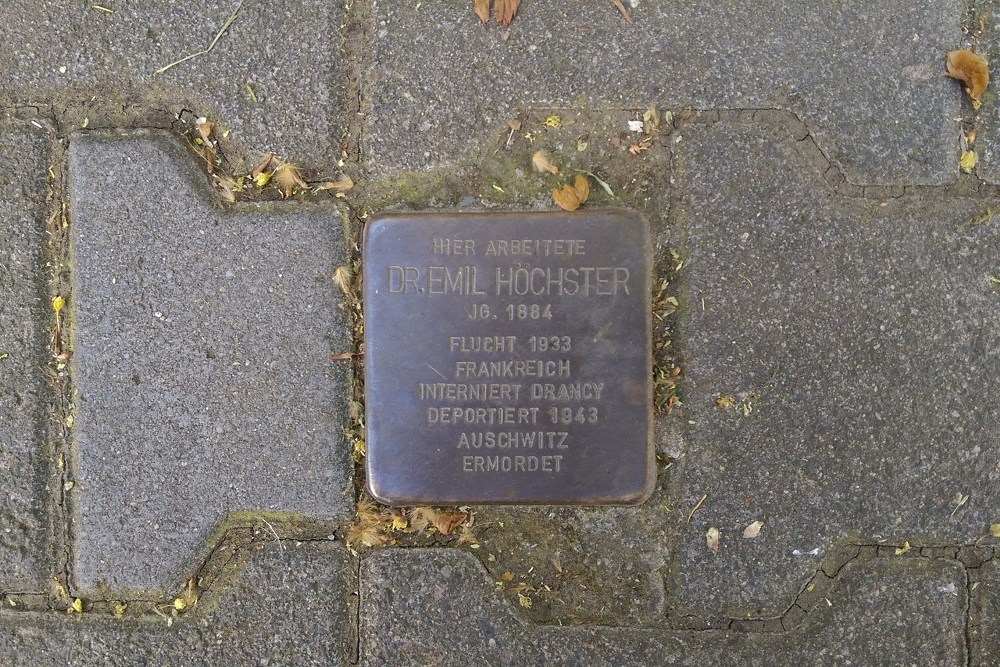 HIER ARBEITETE
DR. EMIL HÖCHSTER
JG. 1884
FLUCHT 1933
FRANKREICH
INTERNIERT DRANCY
DEPORTIERT 1943
AUSCHWITZ
ERMORDET